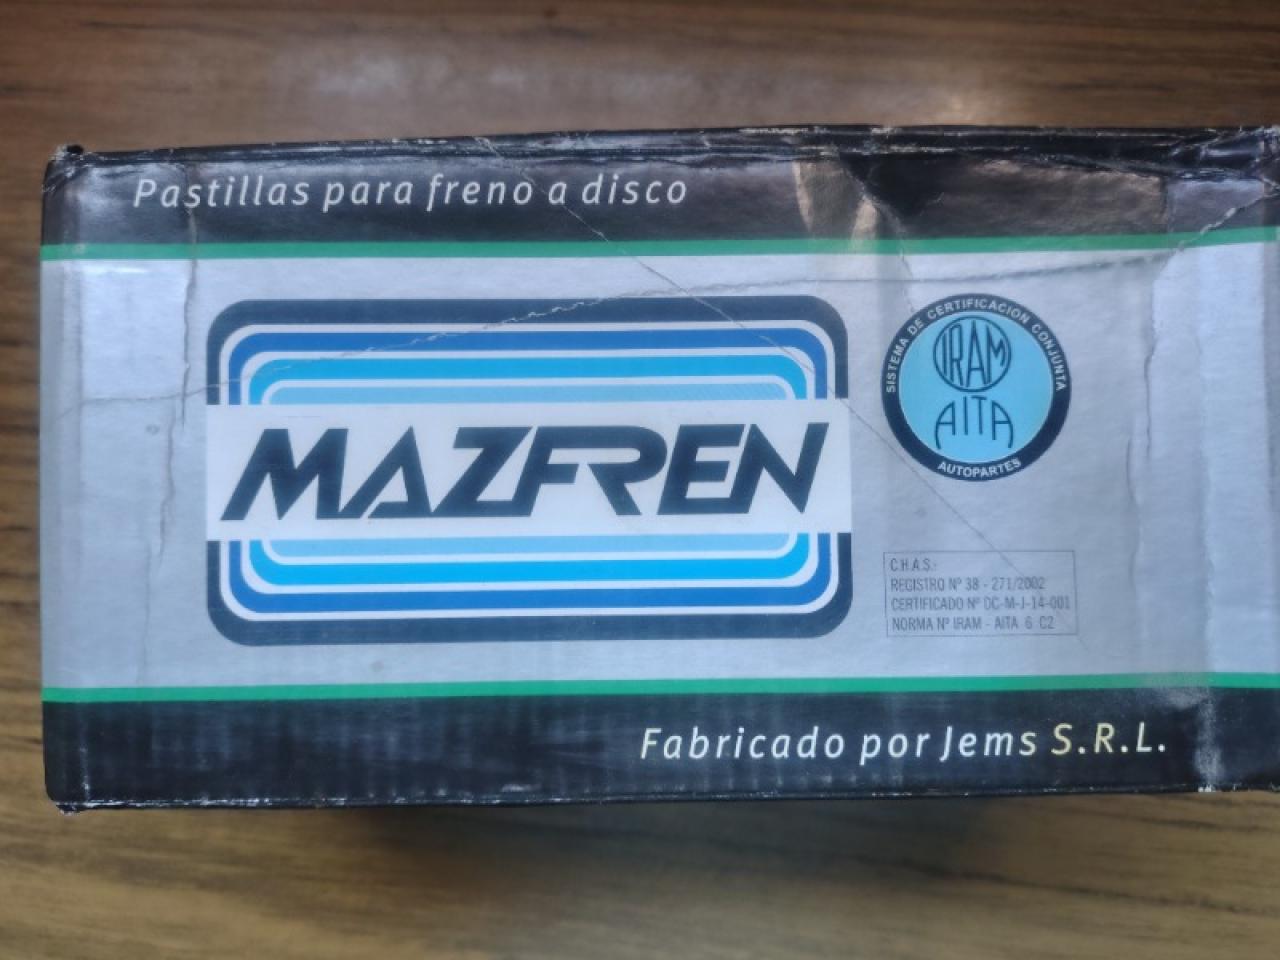 Pastillas para freno a disco
MAZFREN
SISTEMA DE CERTIFICACION CONJUNTA
IRAM
AITA
AUTOPARTES
C.H.A.S.:
REGISTRO Nº 38 - 271/2002
CERTIFICADO Nº DC-M-J-14-001
NORMA Nº IRAM - AITA 6 C2
Fabricado por Jems S.R.L.